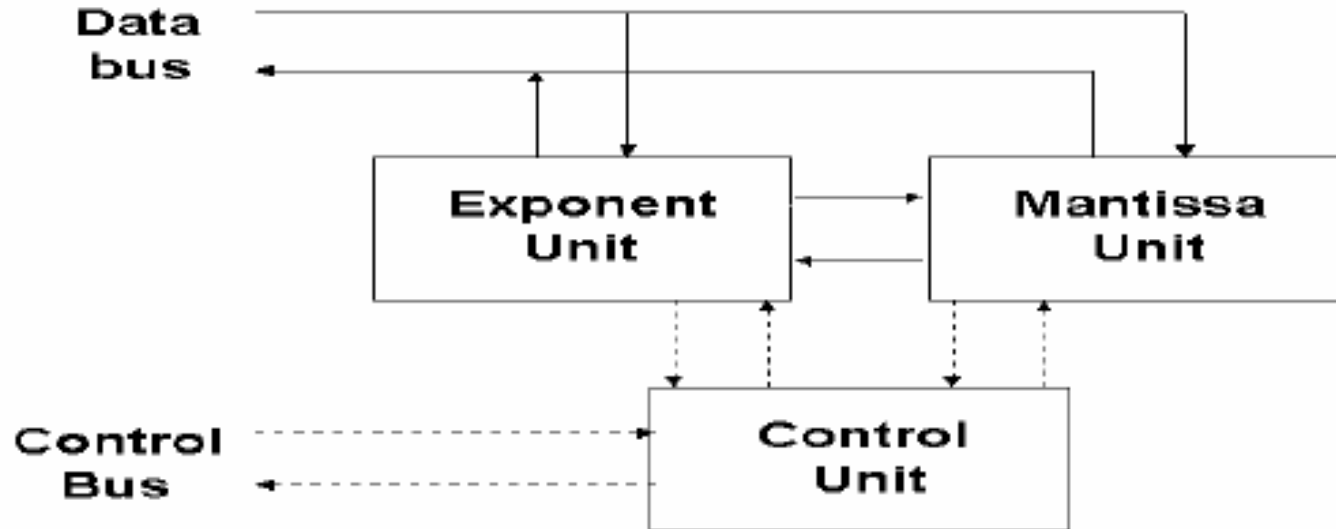 Data
bus
Exponent
Unit
Mantissa
Unit
Control
Bus
Control
Unit